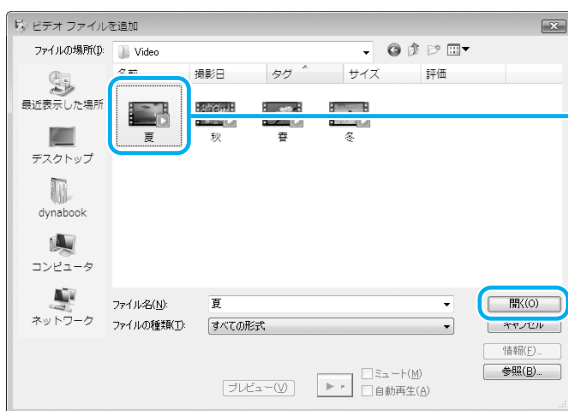 ビデオ ファイルを追加
ファイルの場所(I):
Video
名前
撮影日
タグ
サイズ
評価
最近表示した場所
デスクトップ
dynabook
コンピュータ
ネットワーク
夏
秋
春
冬
ファイル名(N):
夏
開く(O)
ファイルの種類(T):
すべての形式
キャンセル
情報(F)...
参照(B)...
プレビュー(V)
ミュート(M)
自動再生(A)